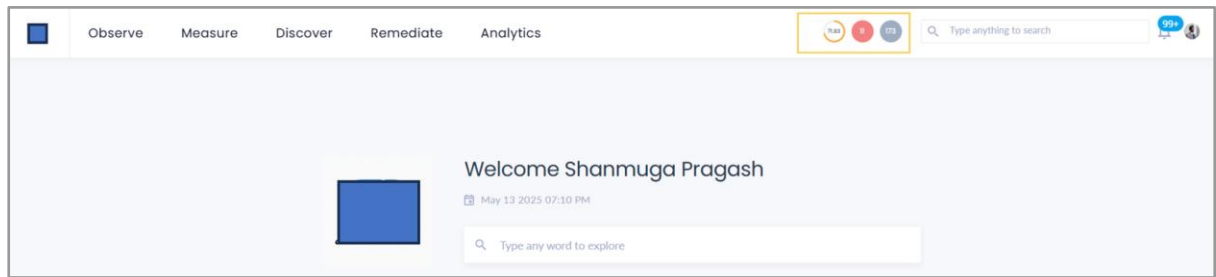 Observe Measure Discover Remediate Analytics 173 Type anything to search 99+
Welcome Shanmuga Pragash
May 13 2025 07:10 PM
Type any word to explore